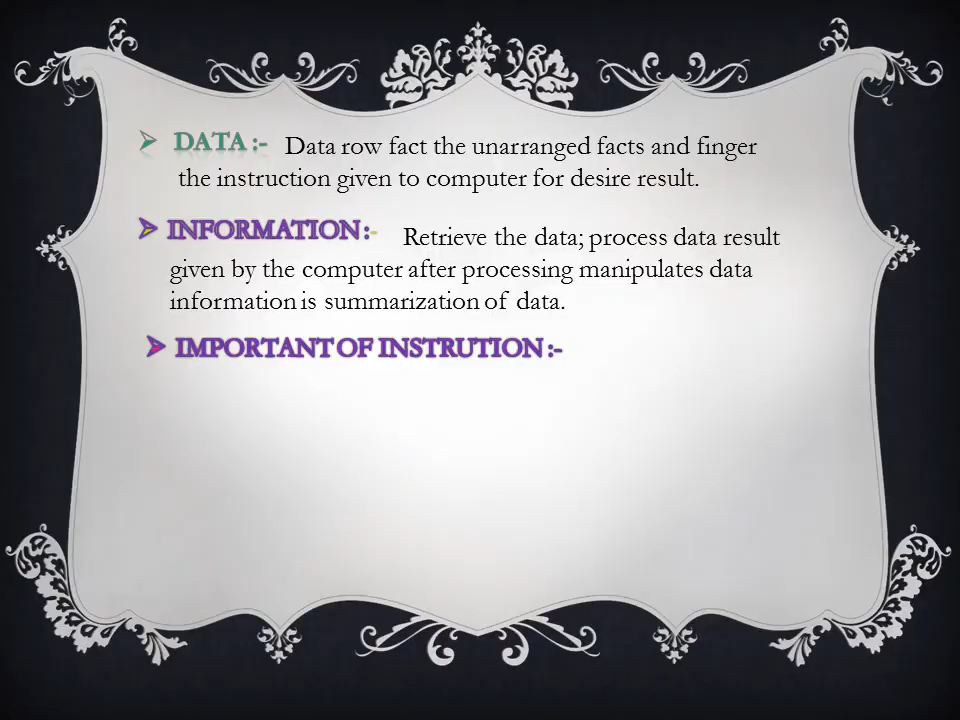 DATA :- Data row fact the unarranged facts and finger
the instruction given to computer for desire result.
INFORMATION :- Retrieve the data; process data result
given by the computer after processing manipulates data
information is summarization of data.
IMPORTANT OF INSTRUTION :-